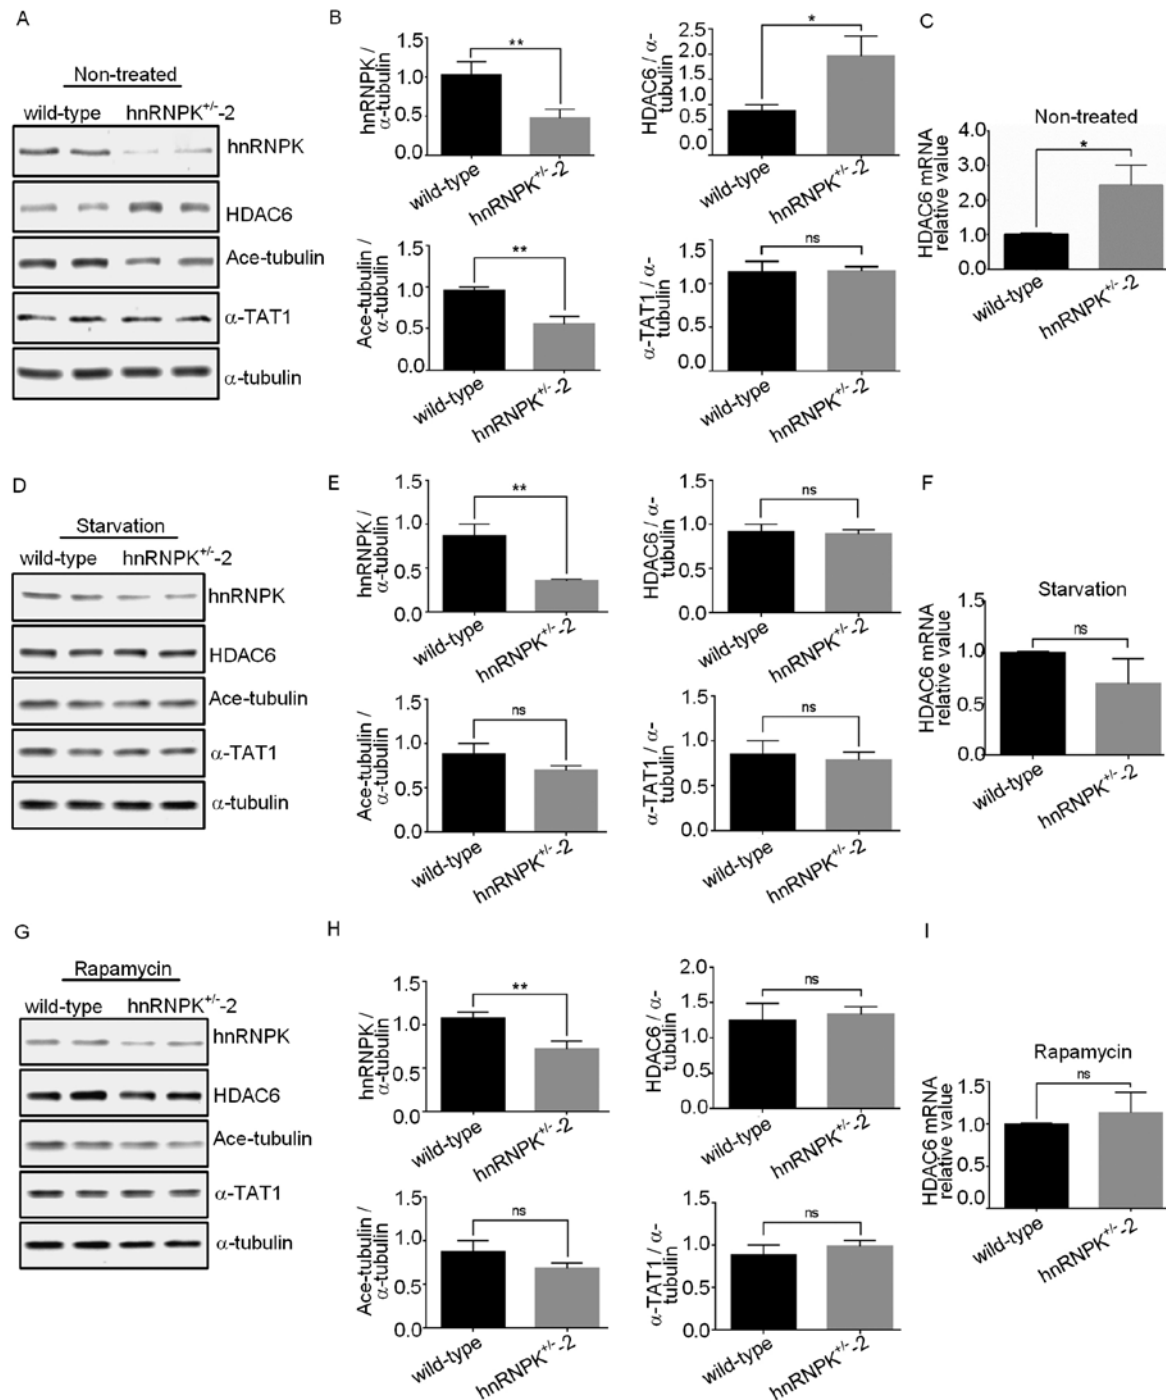 A
Non-treated
wild-type hnRNPK+/--2
hnRNPK
HDAC6
Ace-tubulin
α-TAT1
α-tubulin
B
hnRNPK /
α-tubulin
1.5
1.0
0.5
0.0
**
wild-type
hnRNPK+/--2
HDAC6 / α-
tubulin
2.5
2.0
1.5
1.0
0.5
0.0
*
wild-type
hnRNPK+/--2
Ace-tubulin /
α-tubulin
1.5
1.0
0.5
0.0
**
wild-type
hnRNPK+/--2
α-TAT1 / α-
tubulin
1.5
1.0
0.5
0.0
ns
wild-type
hnRNPK+/--2
C
Non-treated
HDAC6 mRNA
relative value
4.0
3.0
2.0
1.0
0.0
*
wild-type
hnRNPK+/--2
D
Starvation
wild-type hnRNPK+/--2
hnRNPK
HDAC6
Ace-tubulin
α-TAT1
α-tubulin
E
hnRNPK /
α-tubulin
1.5
1.0
0.5
0.0
**
wild-type
hnRNPK+/--2
HDAC6 / α-
tubulin
1.5
1.0
0.5
0.0
ns
wild-type
hnRNPK+/--2
Ace-tubulin /
α-tubulin
1.5
1.0
0.5
0.0
ns
wild-type
hnRNPK+/--2
α-TAT1 / α-
tubulin
1.5
1.0
0.5
0.0
ns
wild-type
hnRNPK+/--2
F
Starvation
HDAC6 mRNA
relative value
1.5
1.0
0.5
0.0
ns
wild-type
hnRNPK+/--2
G
Rapamycin
wild-type hnRNPK+/--2
hnRNPK
HDAC6
Ace-tubulin
α-TAT1
α-tubulin
H
hnRNPK /
α-tubulin
1.5
1.0
0.5
0.0
**
wild-type
hnRNPK+/--2
HDAC6 / α-
tubulin
2.0
1.5
1.0
0.5
0.0
ns
wild-type
hnRNPK+/--2
Ace-tubulin /
α-tubulin
1.5
1.0
0.5
0.0
ns
wild-type
hnRNPK+/--2
α-TAT1 / α-
tubulin
1.5
1.0
0.5
0.0
ns
wild-type
hnRNPK+/--2
I
Rapamycin
HDAC6 mRNA
relative value
1.5
1.0
0.5
0.0
ns
wild-type
hnRNPK+/--2